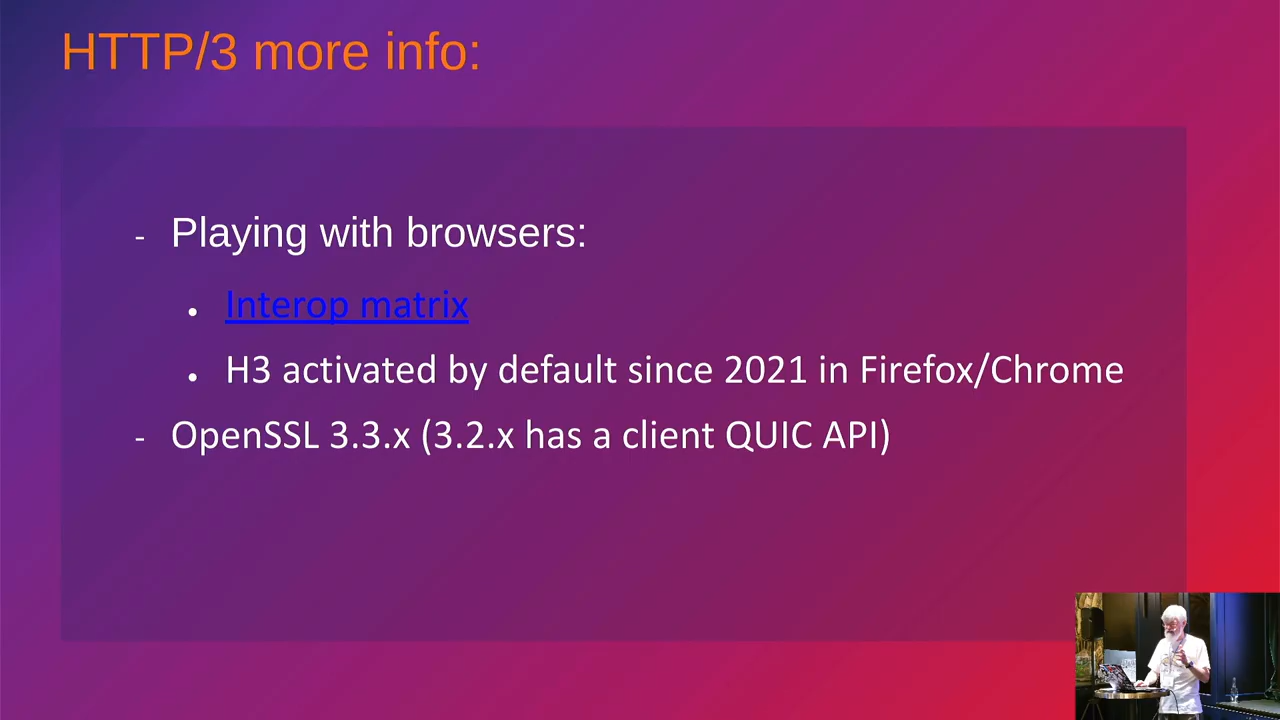 HTTP/3 more info:
- Playing with browsers:
• Interop matrix
• H3 activated by default since 2021 in Firefox/Chrome
- OpenSSL 3.3.x (3.2.x has a client QUIC API)